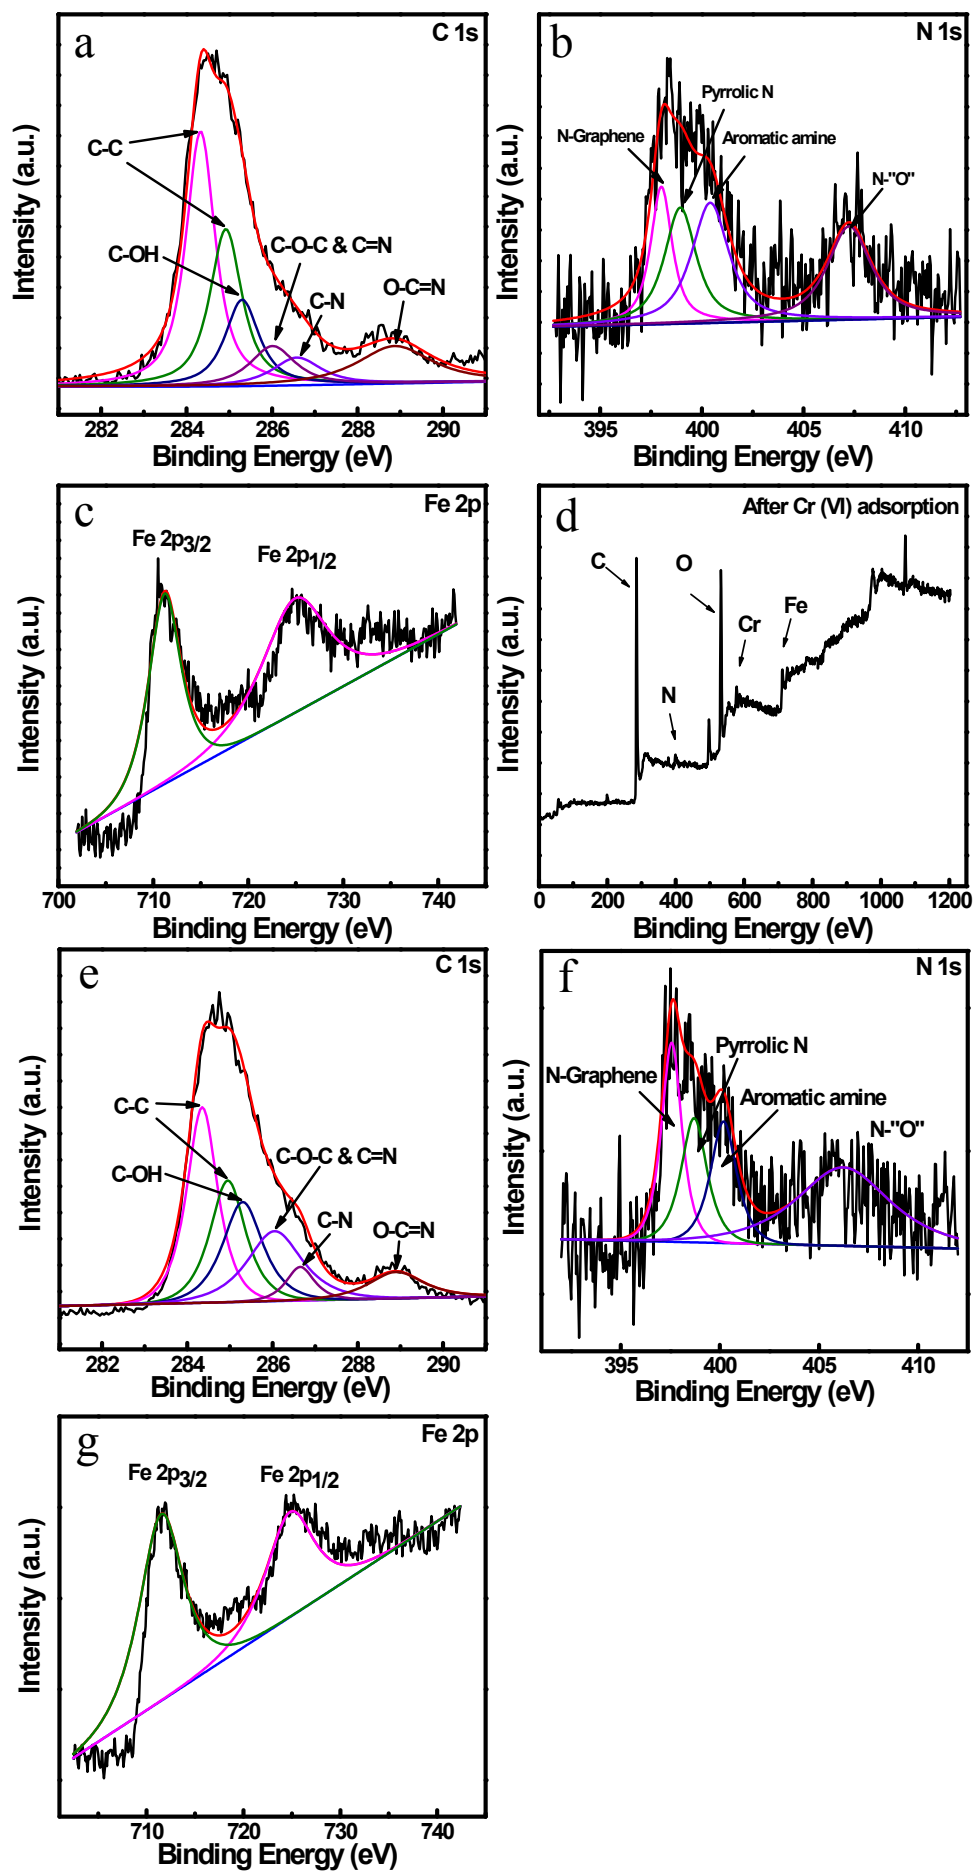 a
C 1s
C-C
C-OH
C-O-C & C=N
C-N
O-C=N
Intensity (a.u.)
282 284 286 288 290
Binding Energy (eV)
b
N 1s
Pyrrolic N
N-Graphene
Aromatic amine
N-"O"
Intensity (a.u.)
395 400 405 410
Binding Energy (eV)
c
Fe 2p
Fe 2p3/2
Fe 2p1/2
Intensity (a.u.)
700 710 720 730 740
Binding Energy (eV)
d
After Cr (VI) adsorption
C
O
Fe
Cr
N
Intensity (a.u.)
0 200 400 600 800 1000 1200
Binding Energy (eV)
e
C 1s
C-C
C-OH
C-O-C & C=N
C-N
O-C=N
Intensity (a.u.)
282 284 286 288 290
Binding Energy (eV)
f
N 1s
Pyrrolic N
N-Graphene
Aromatic amine
N-"O"
Intensity (a.u.)
395 400 405 410
Binding Energy (eV)
g
Fe 2p
Fe 2p3/2
Fe 2p1/2
Intensity (a.u.)
710 720 730 740
Binding Energy (eV)